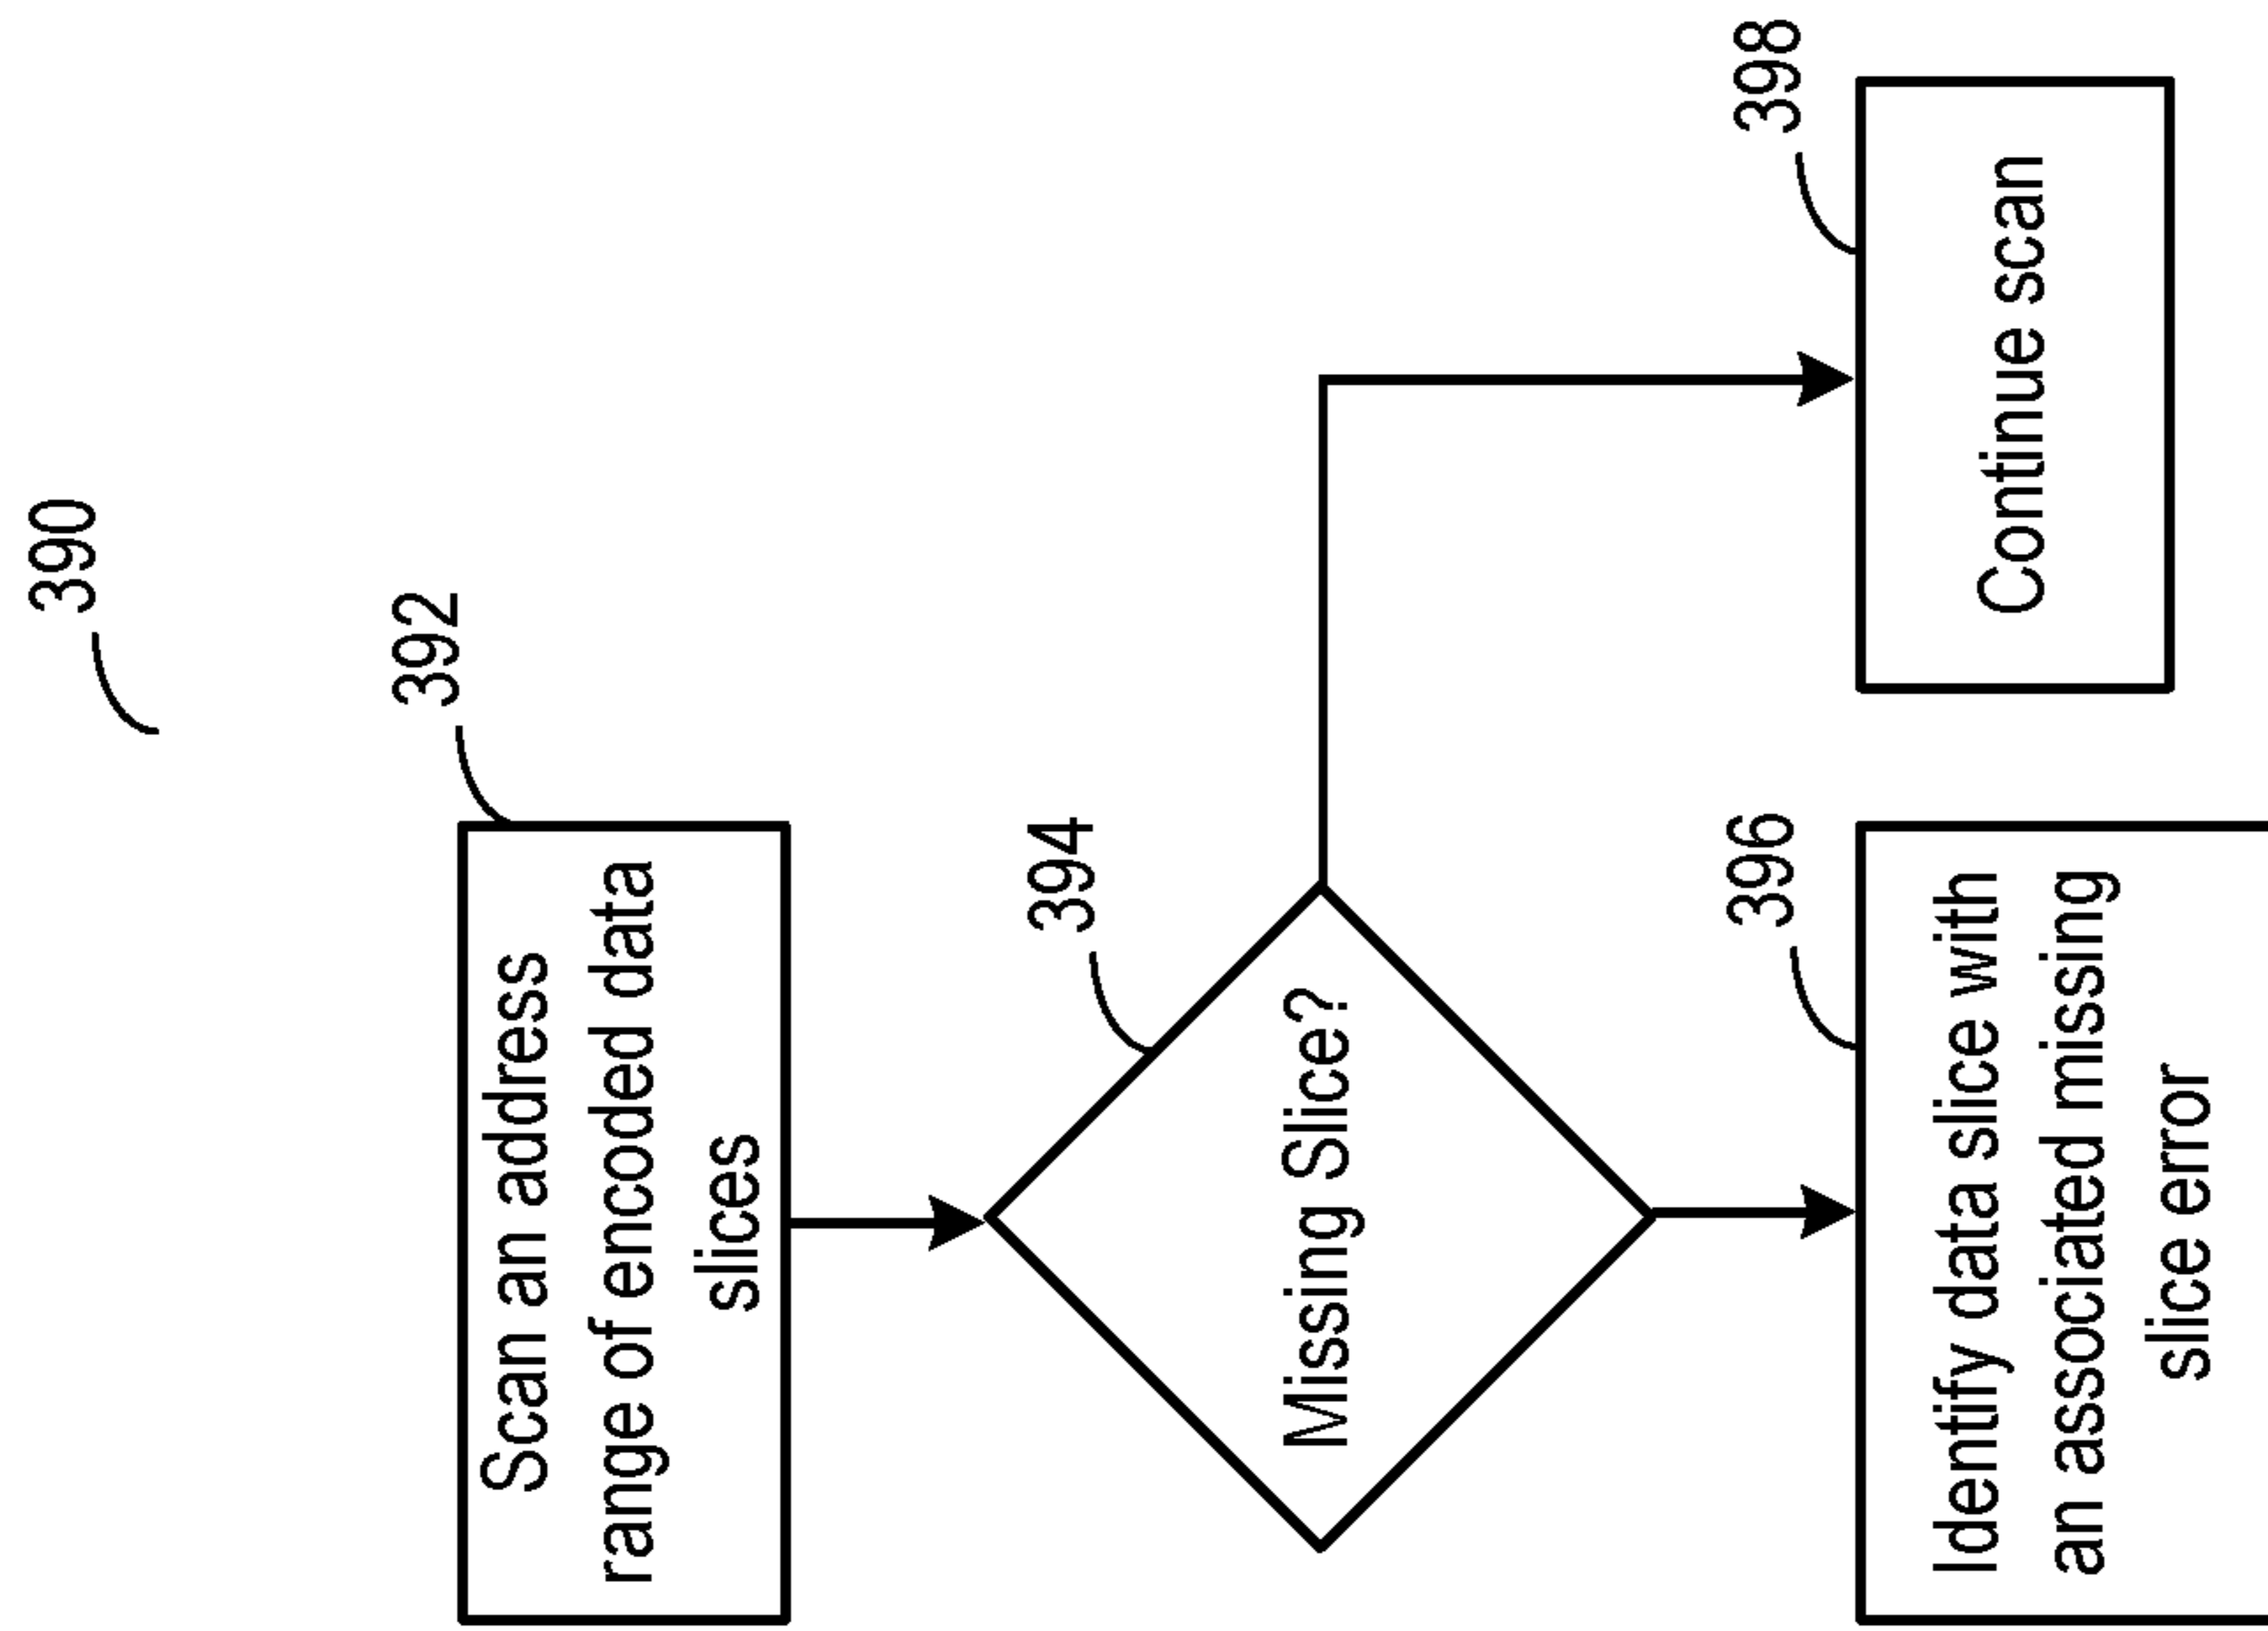 390
392
Scan an address
range of encoded data
slices
394
Missing Slice?
396
Identify data slice with
an associated missing
slice error
398
Continue scan